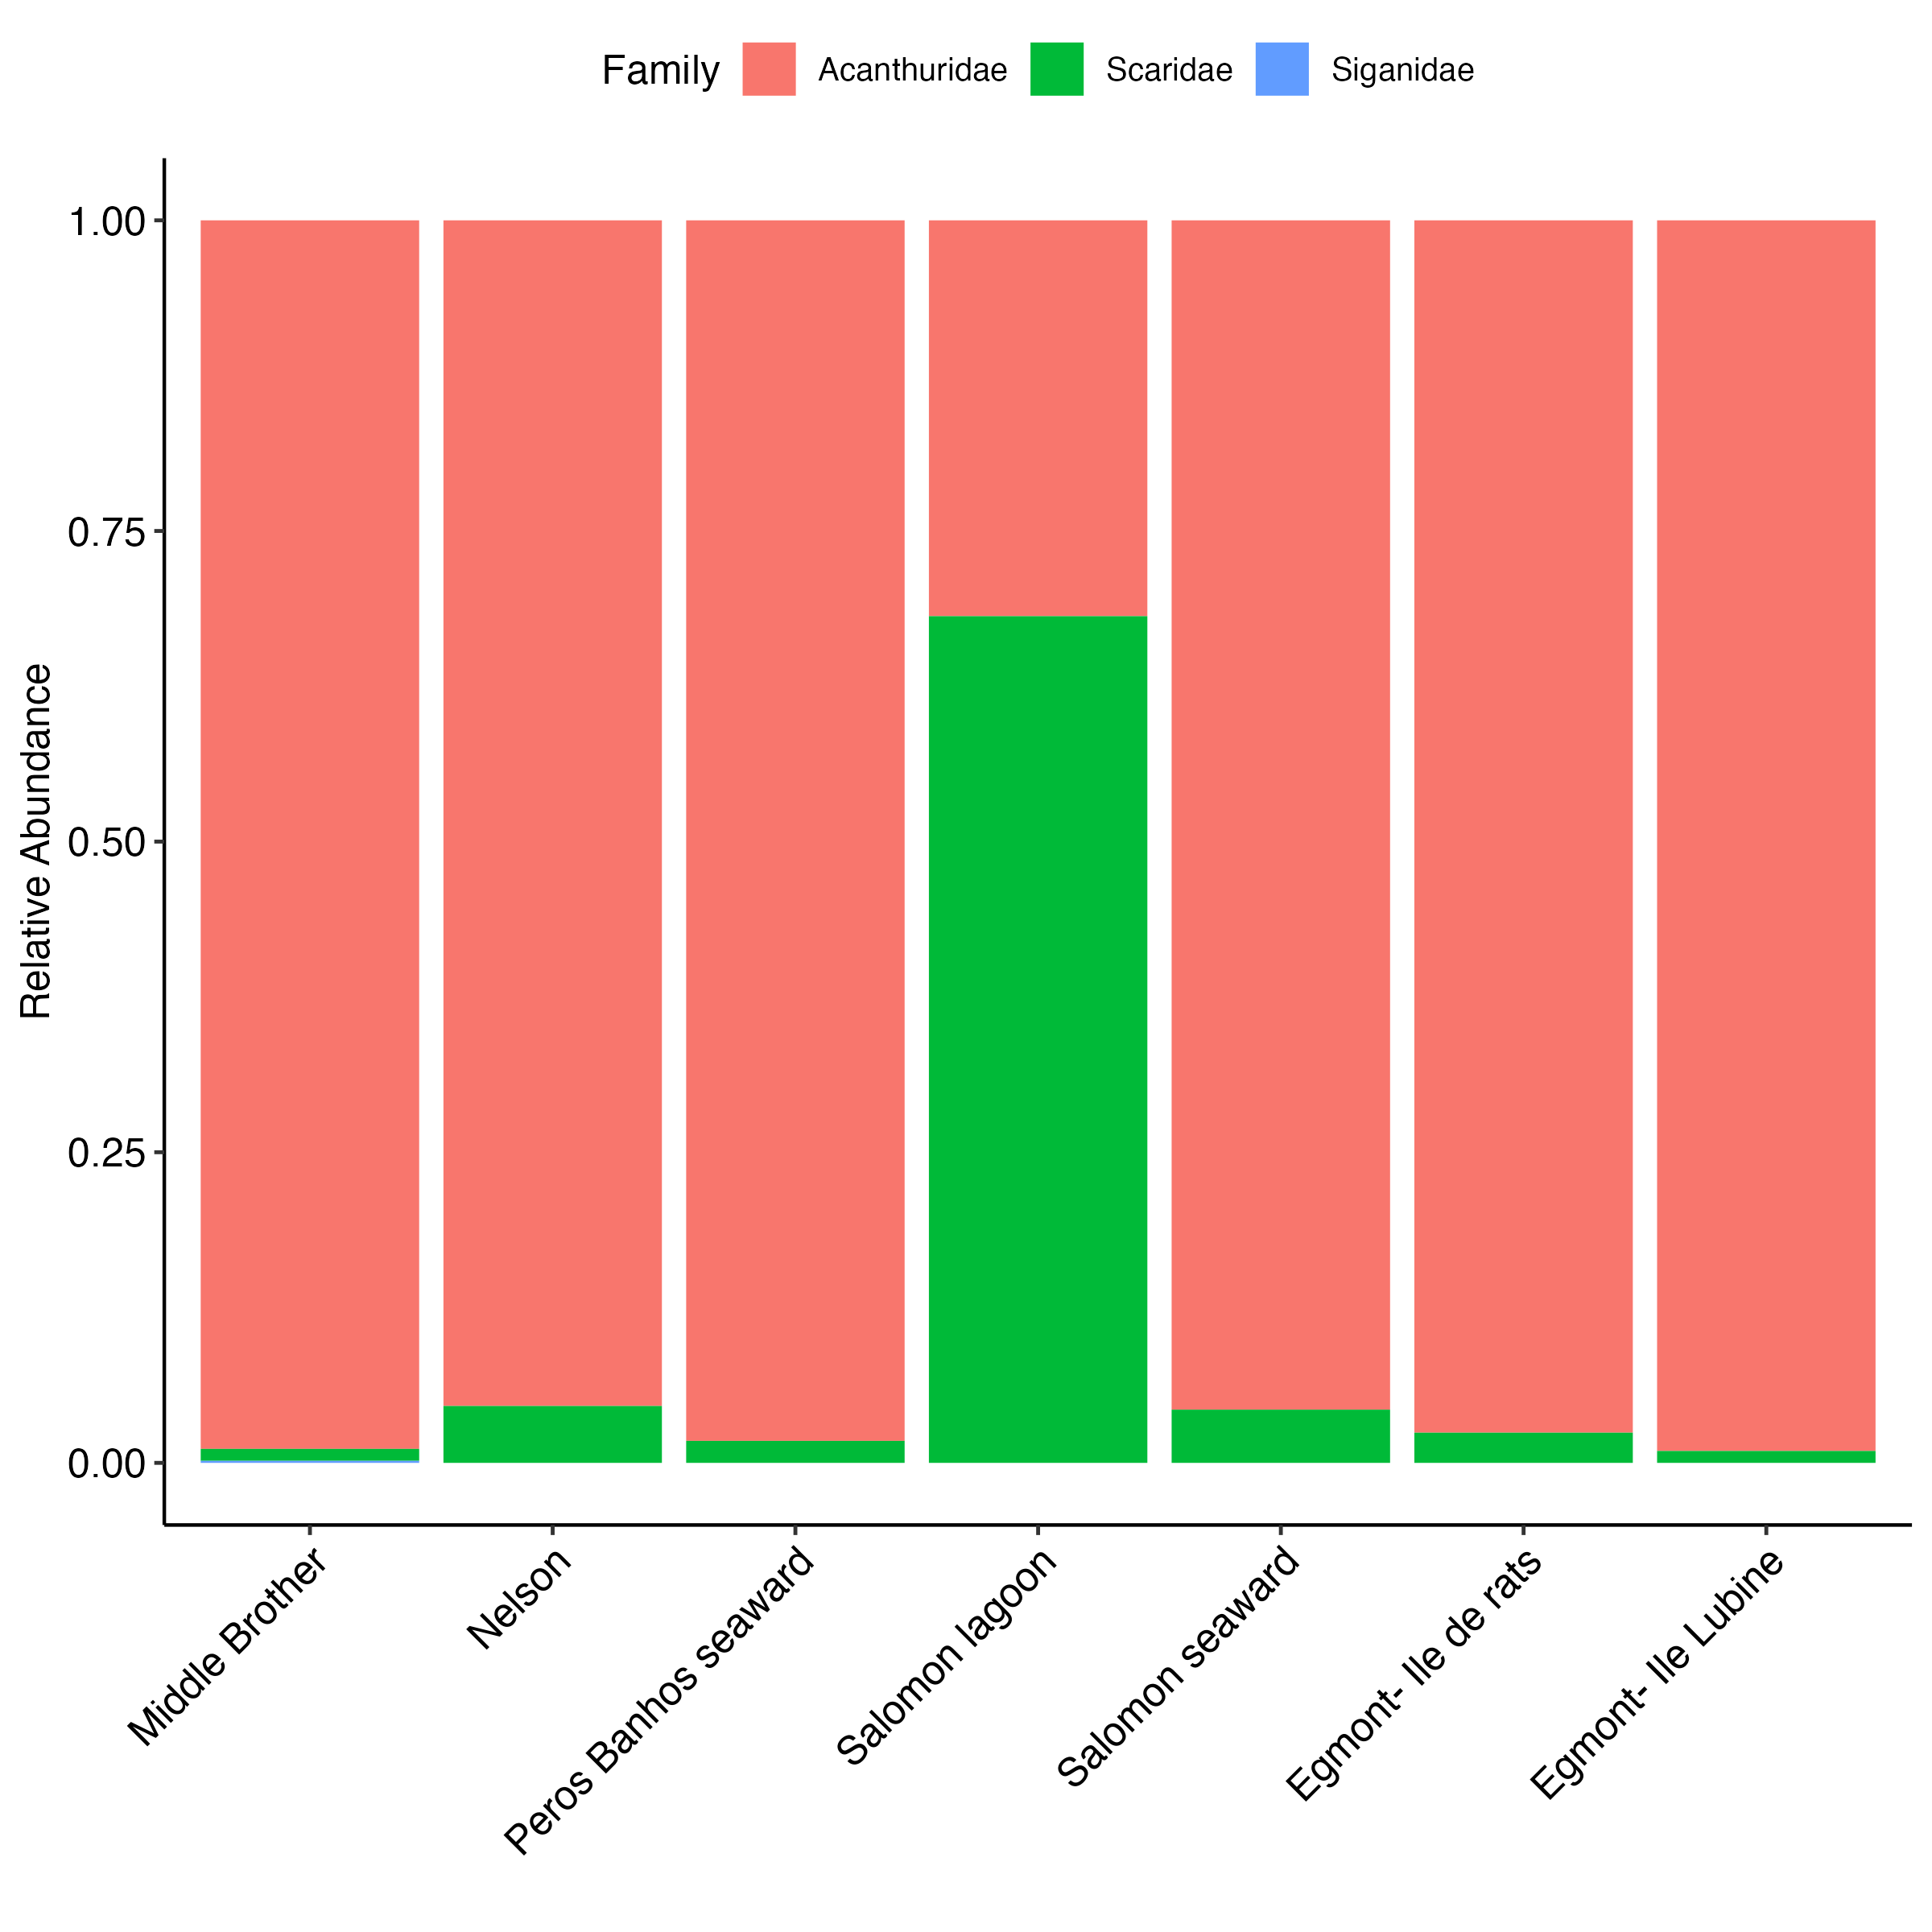 Family Acanthuridae Scaridae Siganidae
Relative Abundance
1.00
0.75
0.50
0.25
0.00
Middle Brother
Nelson
Peros Banhos seaward
Salomon lagoon
Salomon seaward
Egmont- Ile de rats
Egmont- Ile Lubine